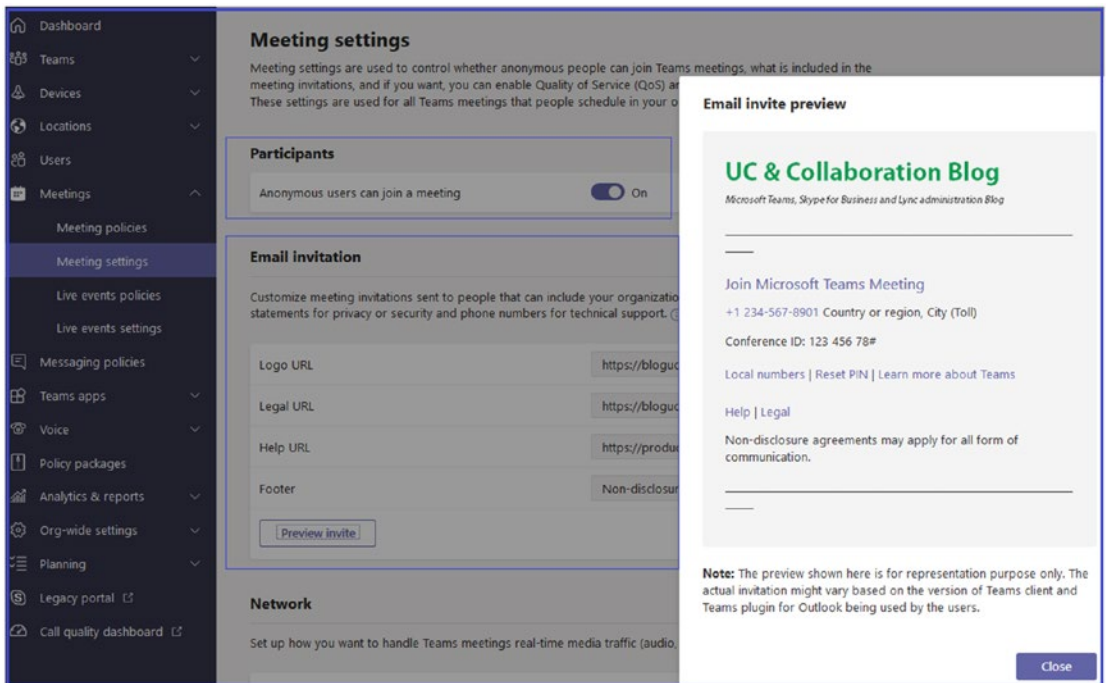 Dashboard
Teams
Devices
Locations
Users
Meetings
Meeting policies
Meeting settings
Live events policies
Live events settings
Messaging policies
Teams apps
Voice
Policy packages
Analytics & reports
Org-wide settings
Planning
Legacy portal
Call quality dashboard
Meeting settings
Meeting settings are used to control whether anonymous people can join Teams meetings, what is included in the
meeting invitations, and if you want, you can enable Quality of Service (QoS) an
These settings are used for all Teams meetings that people schedule in your o
Participants
Anonymous users can join a meeting
On
Email invitation
Customize meeting invitations sent to people that can include your organizatio
statements for privacy or security and phone numbers for technical support.
Logo URL
https://bloguc
Legal URL
https://bloguc
Help URL
https://produc
Footer
Non-disclosur
Preview invite
Network
Set up how you want to handle Teams meetings real-time media traffic (audio,
Email invite preview
UC & Collaboration Blog
Microsoft Teams, Skype for Business and Lync administration Blog
Join Microsoft Teams Meeting
+1 234-567-8901 Country or region, City (Toll)
Conference ID: 123 456 78#
Local numbers | Reset PIN | Learn more about Teams
Help | Legal
Non-disclosure agreements may apply for all form of
communication.
Note: The preview shown here is for representation purpose only. The
actual invitation might vary based on the version of Teams client and
Teams plugin for Outlook being used by the users.
Close